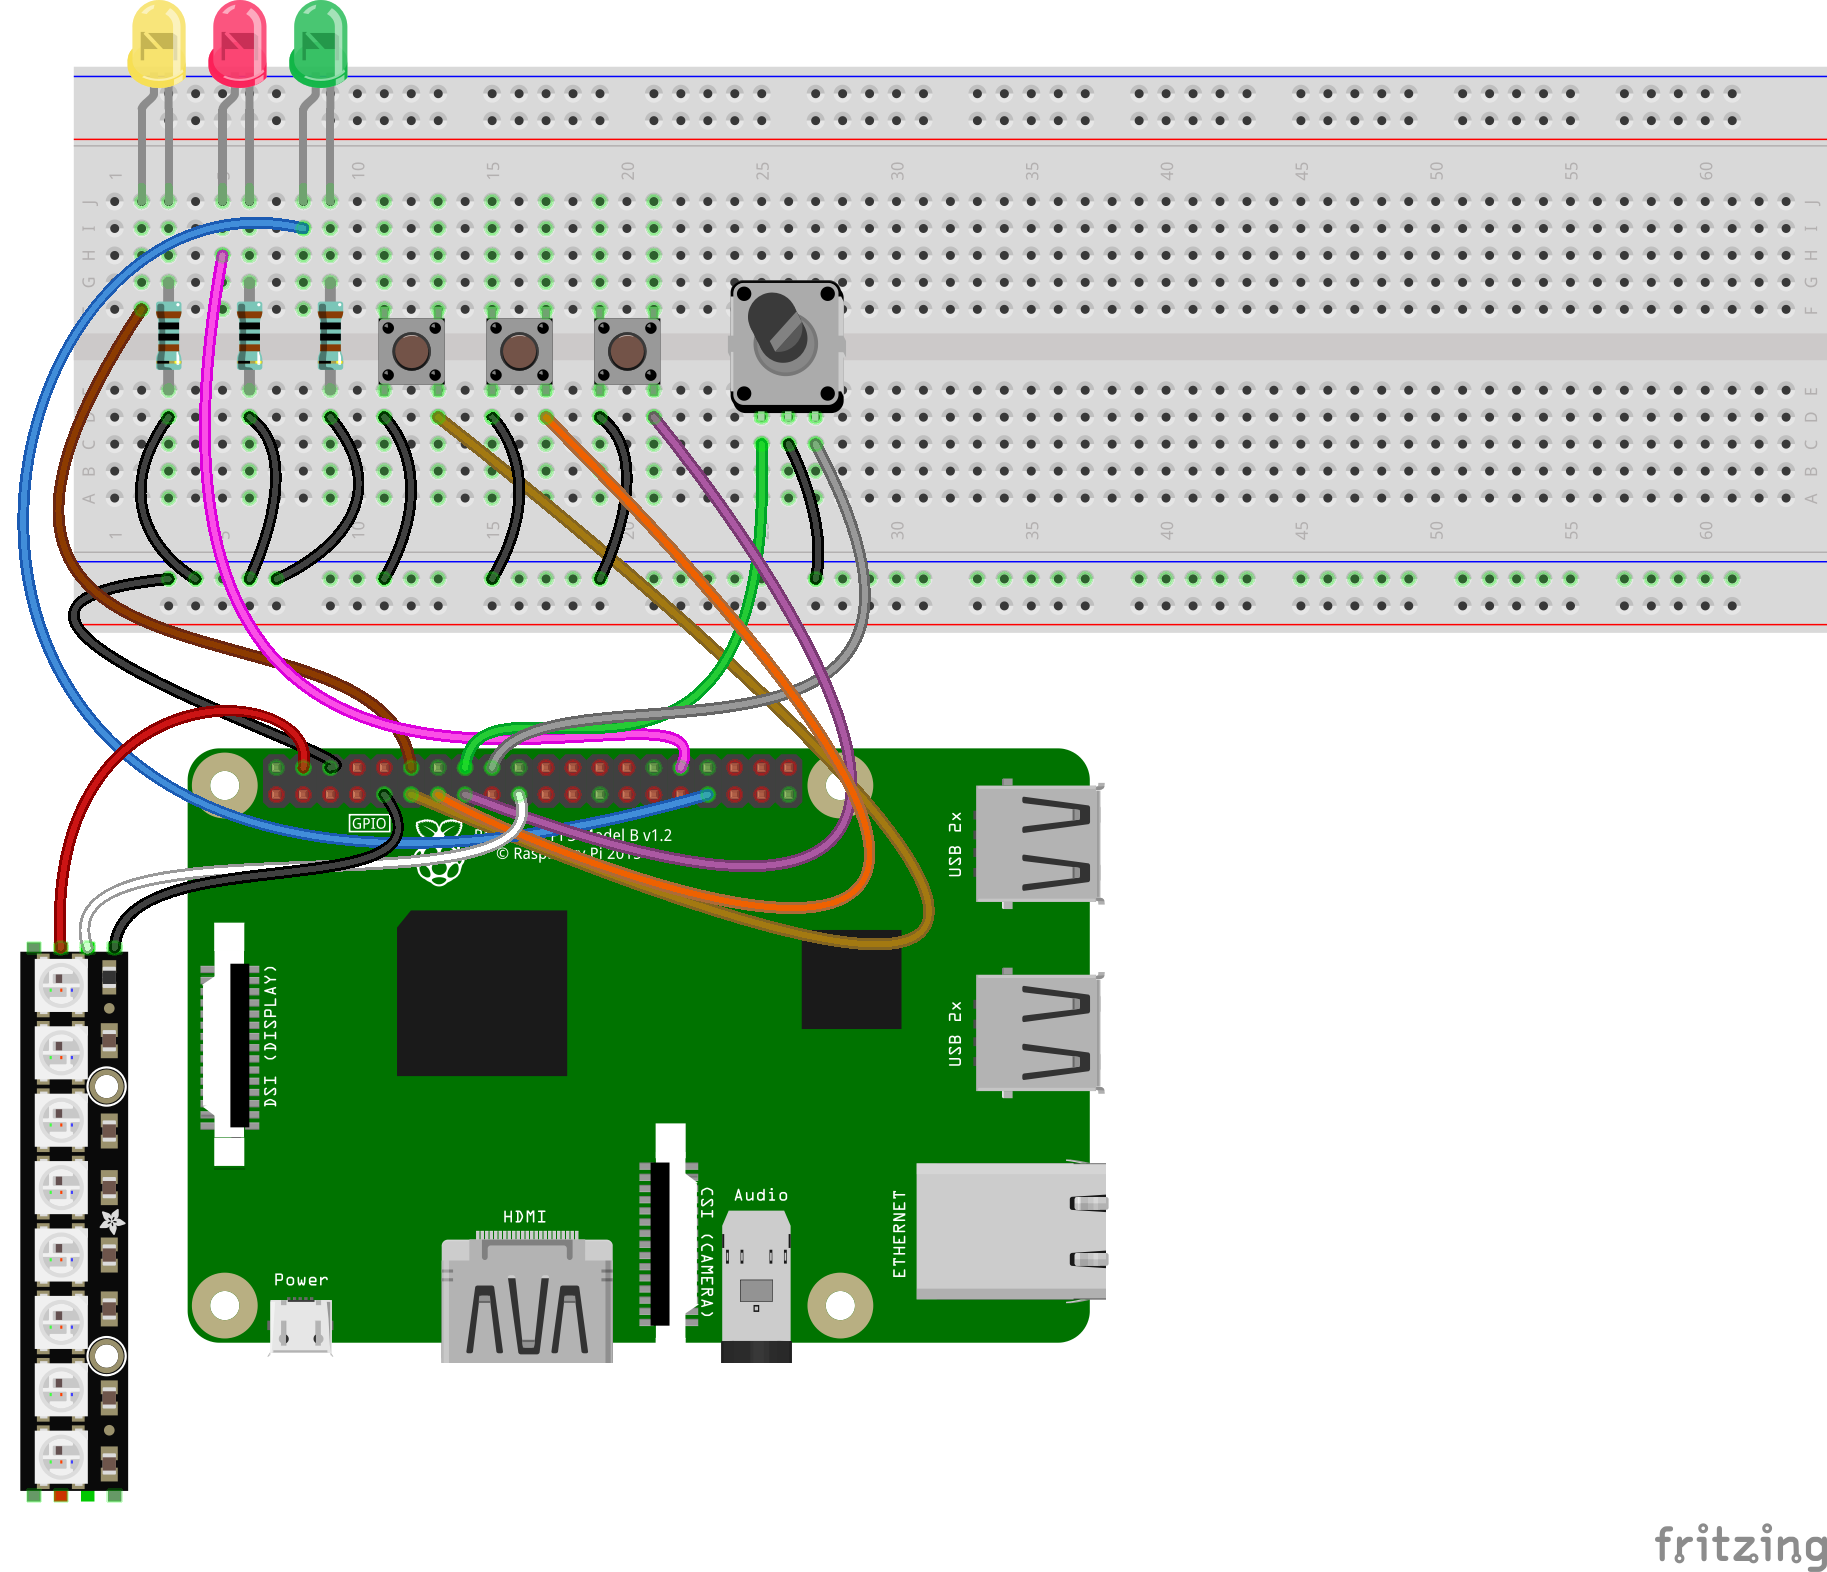 1 5 10 15 20 25 30 35 40 45 50 55 60
J J
I I
H H
G G
F F
E E
D D
C C
B B
A A
1 5 10 15 20 30 35 40 45 50 55 60
GPIO
Model B v1.2
© Raspberry Pi 2015
USB 2x
DSI (DISPLAY)
USB 2x
CSI (CAMERA)
Audio
ETHERNET
HDMI
Power
fritzing